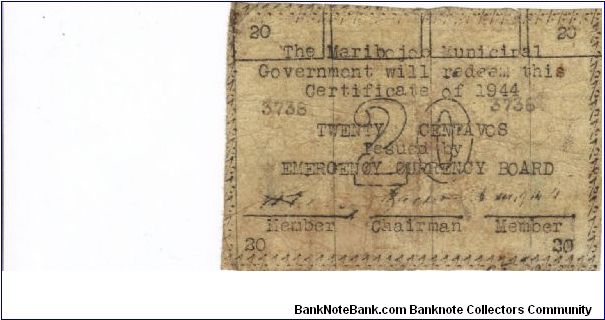 20 20
The Maribojoc Municipal
Government will redeem this
Certificate of 1944
3738 3738
TWENTY CENTAVOS
20
Issued by
EMERGENCY CURRENCY BOARD
Member Chairman Member
20 20
BankNoteBank.com Banknote Collectors Community